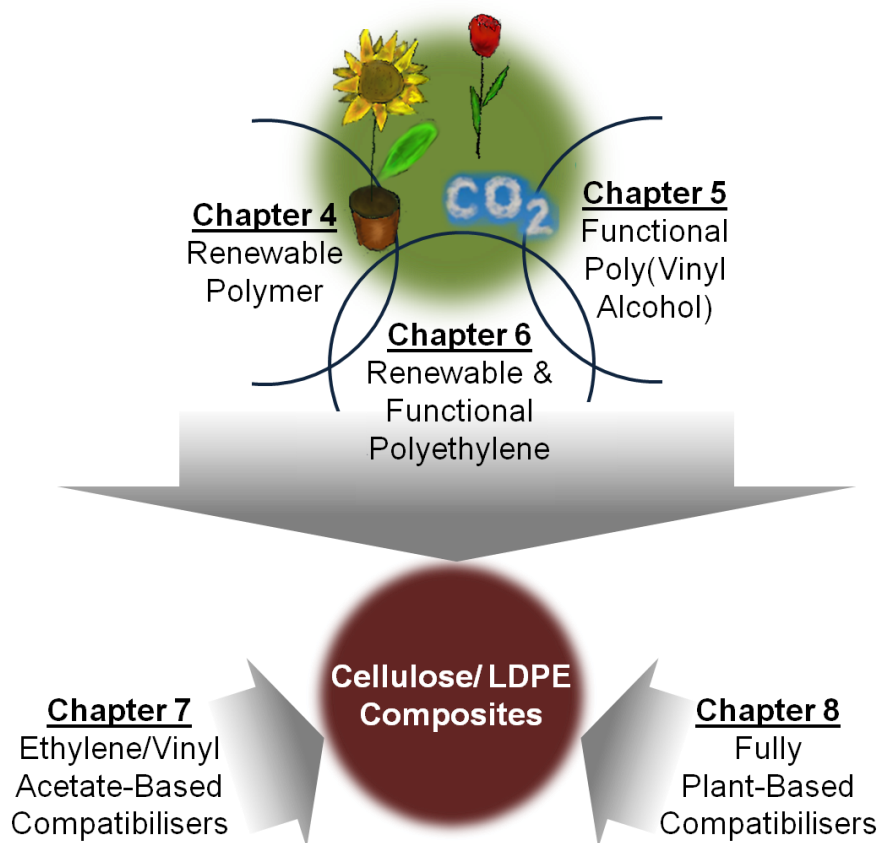 CO2
Chapter 4
Renewable
Polymer
Chapter 5
Functional
Poly(Vinyl
Alcohol)
Chapter 6
Renewable &
Functional
Polyethylene
Cellulose/ LDPE
Composites
Chapter 7
Ethylene/Vinyl
Acetate-Based
Compatibilisers
Chapter 8
Fully
Plant-Based
Compatibilisers